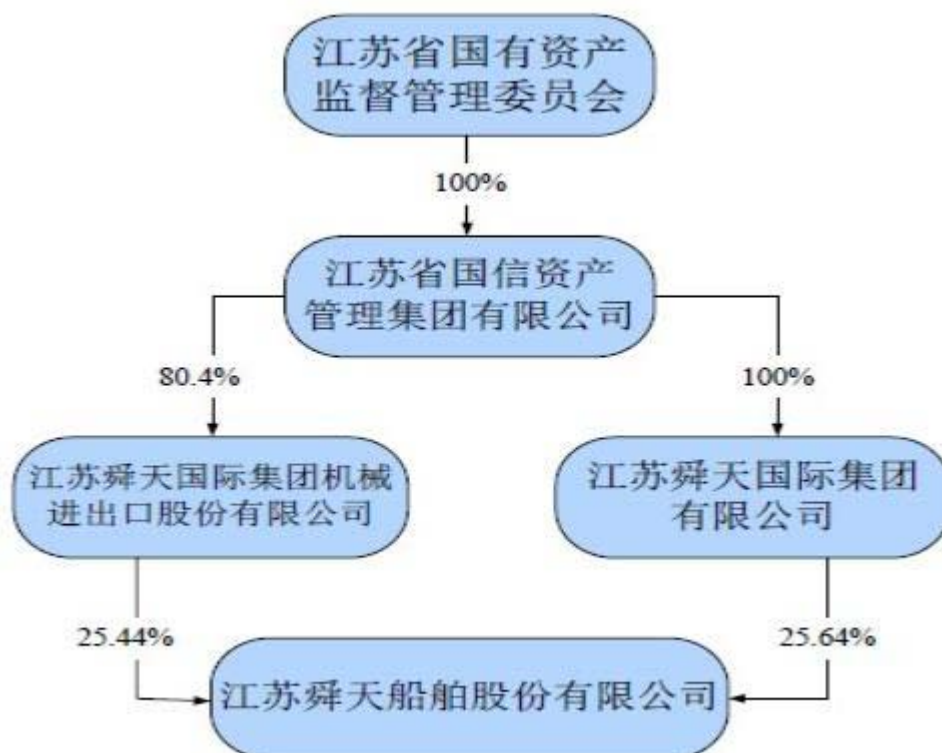 江苏省国有资产
监督管理委员会
100%
江苏省国信资产
管理集团有限公司
80.4%
100%
江苏舜天国际集团机械
进出口股份有限公司
江苏舜天国际集团
有限公司
25.44%
25.64%
江苏舜天船舶股份有限公司